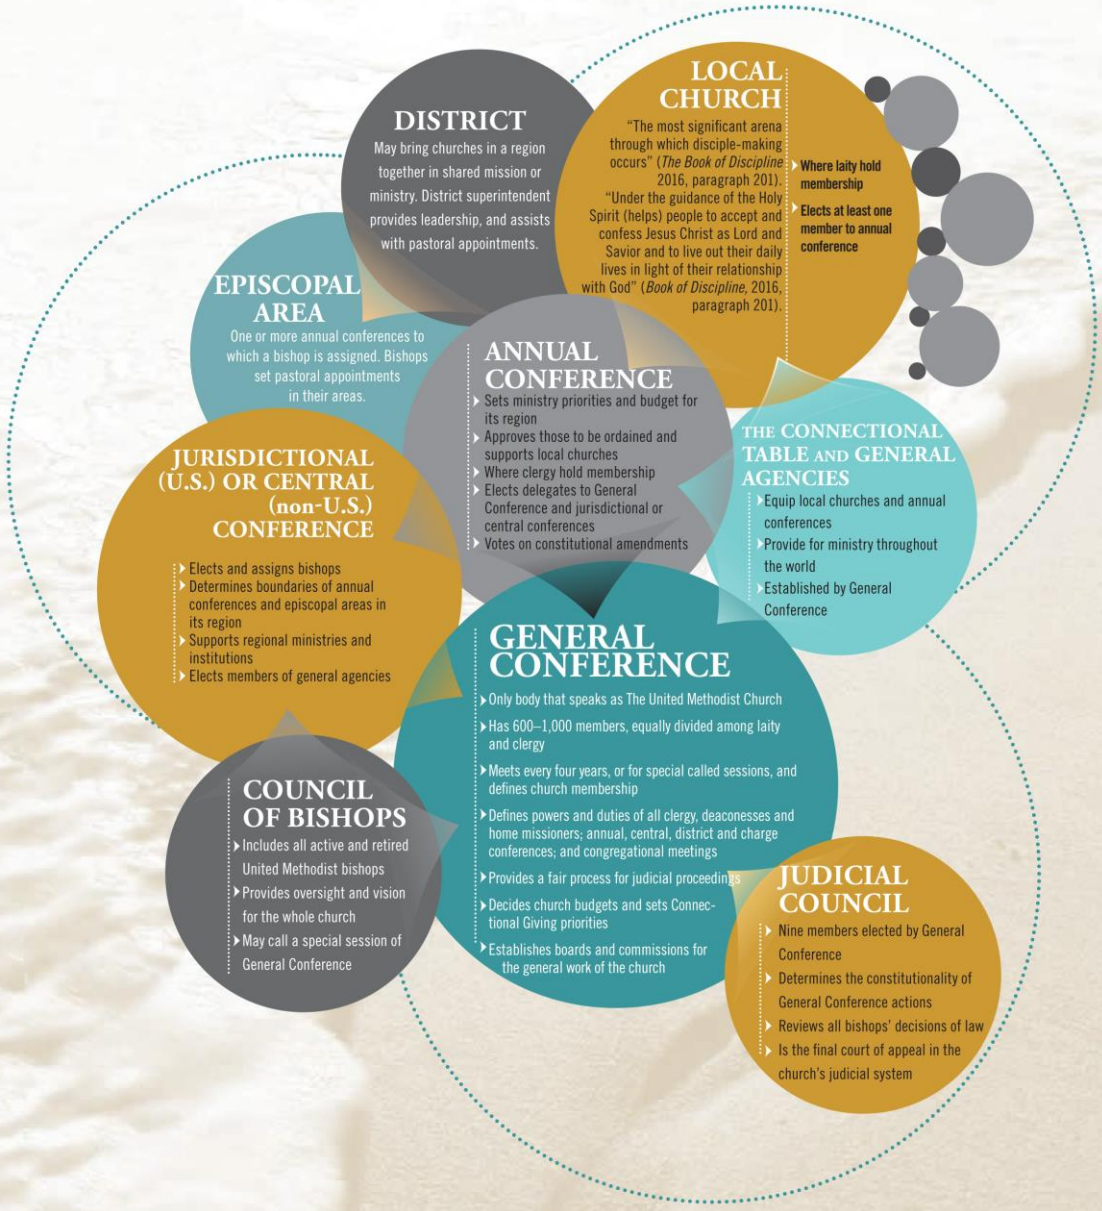 DISTRICT
May bring churches in a region
together in shared mission or
ministry. District superintendent
provides leadership, and assists
with pastoral appointments.
LOCAL
CHURCH
“The most significant arena
through which disciple-making
occurs” (The Book of Discipline
2016, paragraph 201).
“Under the guidance of the Holy
Spirit (helps) people to accept and
confess Jesus Christ as Lord and
Savior and to live out their daily
lives in light of their relationship
with God” (Book of Discipline, 2016,
paragraph 201).
Where laity hold
membership
Elects at least one
member to annual
conference
EPISCOPAL
AREA
One or more annual conferences to
which a bishop is assigned. Bishops
set pastoral appointments
in their areas.
ANNUAL
CONFERENCE
Sets ministry priorities and budget for
its region
Approves those to be ordained and
supports local churches
Where clergy hold membership
Elects delegates to General
Conference and jurisdictional or
central conferences
Votes on constitutional amendments
THE CONNECTIONAL
TABLE AND GENERAL
AGENCIES
Equip local churches and annual
conferences
Provide for ministry throughout
the world
Established by General
Conference
JURISDICTIONAL
(U.S.) OR CENTRAL
(non-U.S.)
CONFERENCE
Elects and assigns bishops
Determines boundaries of annual
conferences and episcopal areas in
its region
Supports regional ministries and
institutions
Elects members of general agencies
GENERAL
CONFERENCE
Only body that speaks as The United Methodist Church
Has 600–1,000 members, equally divided among laity
and clergy
Meets every four years, or for special called sessions, and
defines church membership
Defines powers and duties of all clergy, deaconesses and
home missioners; annual, central, district and charge
conferences; and congregational meetings
Provides a fair process for judicial proceedings
Decides church budgets and sets Connec-
tional Giving priorities
Establishes boards and commissions for
the general work of the church
COUNCIL
OF BISHOPS
Includes all active and retired
United Methodist bishops
Provides oversight and vision
for the whole church
May call a special session of
General Conference
JUDICIAL
COUNCIL
Nine members elected by General
Conference
Determines the constitutionality of
General Conference actions
Reviews all bishops’ decisions of law
Is the final court of appeal in the
church’s judicial system